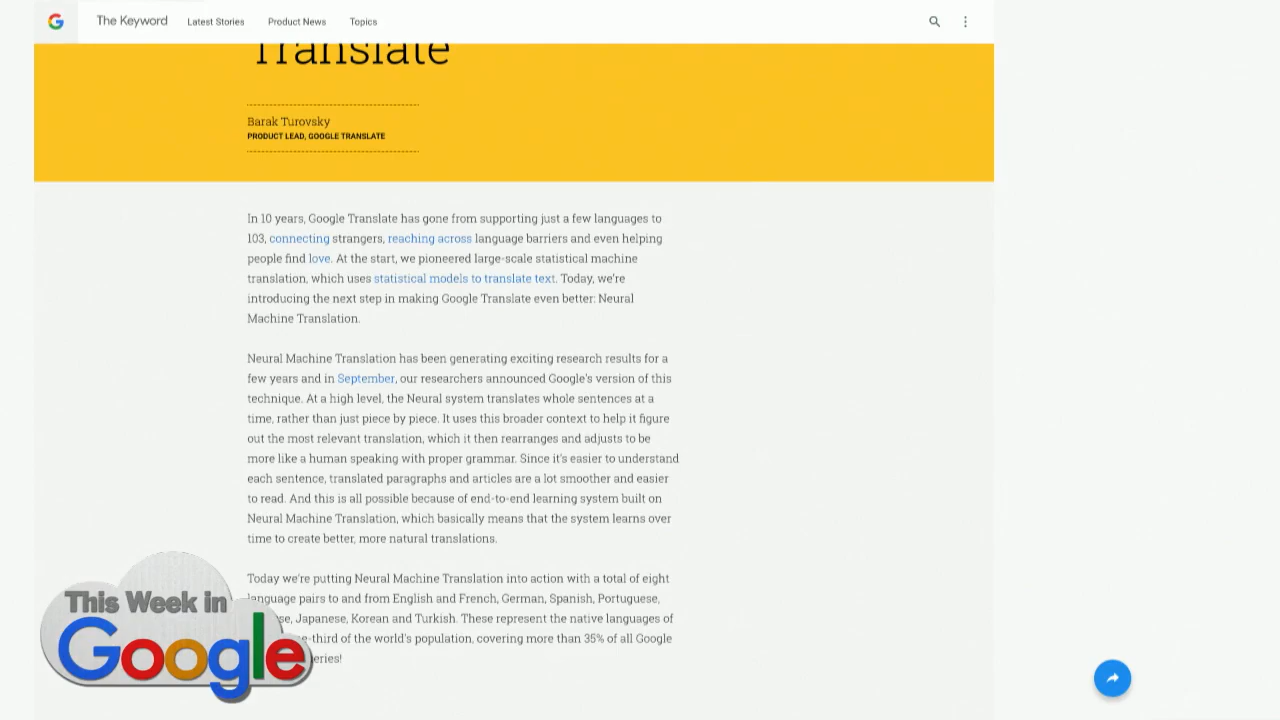 The Keyword
Latest Stories
Product News
Topics
Translate
Barak Turovsky
PRODUCT LEAD, GOOGLE TRANSLATE
In 10 years, Google Translate has gone from supporting just a few languages to
103, connecting strangers, reaching across language barriers and even helping
people find love. At the start, we pioneered large-scale statistical machine
translation, which uses statistical models to translate text. Today, we're
introducing the next step in making Google Translate even better: Neural
Machine Translation.
Neural Machine Translation has been generating exciting research results for a
few years and in September, our researchers announced Google's version of this
technique. At a high level, the Neural system translates whole sentences at a
time, rather than just piece by piece. It uses this broader context to help it figure
out the most relevant translation, which it then rearranges and adjusts to be
more like a human speaking with proper grammar. Since it's easier to understand
each sentence, translated paragraphs and articles are a lot smoother and easier
to read. And this is all possible because of end-to-end learning system built on
Neural Machine Translation, which basically means that the system learns over
time to create better, more natural translations.
Today we're putting Neural Machine Translation into action with a total of eight
language pairs to and from English and French, German, Spanish, Portuguese,
Japanese, Korean and Turkish. These represent the native languages of
-third of the world's population, covering more than 35% of all Google
This Week in
Google